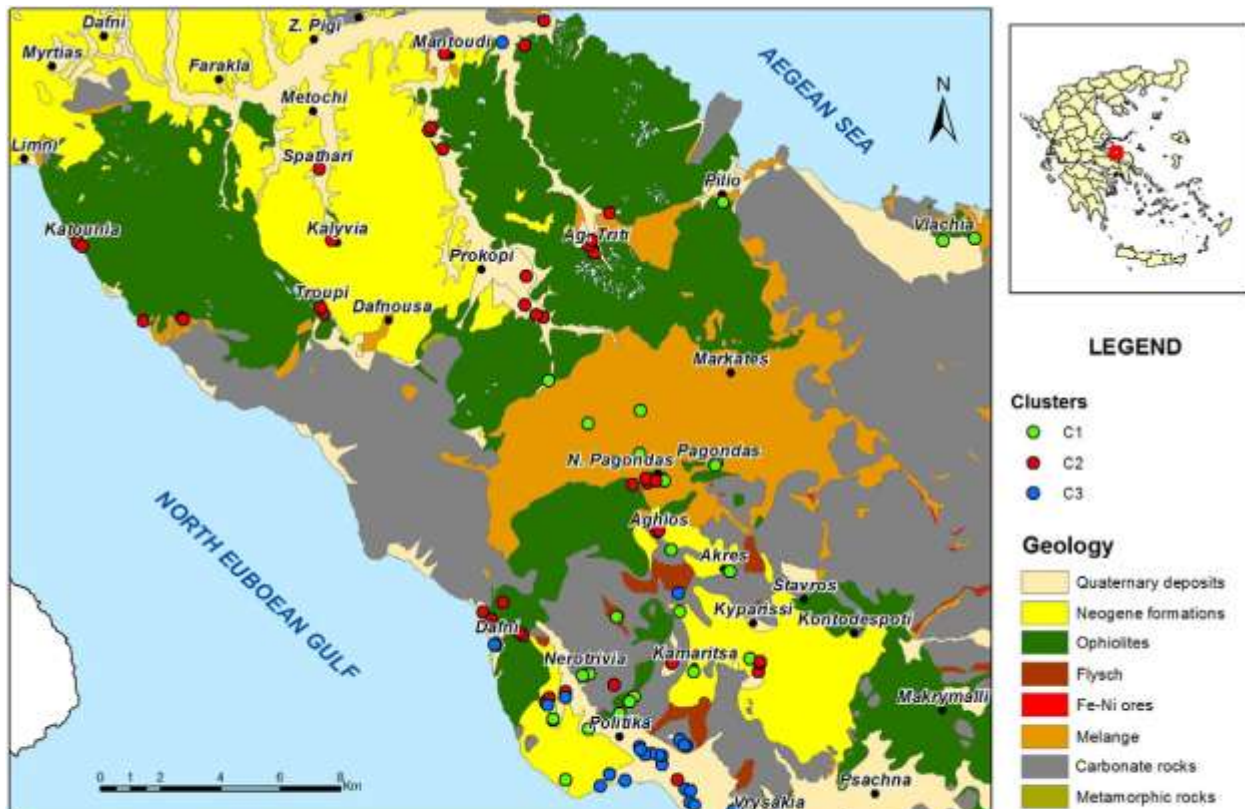 Dafni
Z. Pigi
Mantoudi
Myrtias
Farakla
AEGEAN SEA
N
Metochi
Limni
Spathari
Pilio
Katounia
Kalyvia
Ag. Triti
Vlachia
Prokopi
Troupi
Dafnousa
Markates
N. Pagondas
Pagondas
NORTH EUBOEAN GULF
Aghios
Akres
Stavros
Kyparissi
Kontodespoti
Dafni
Nerotrivia
Kamaritsa
Makrymalli
Politika
Psachna
Vrysakia
0 1 2 4 6 8
Km
LEGEND
Clusters
C1
C2
C3
Geology
Quaternary deposits
Neogene formations
Ophiolites
Flysch
Fe-Ni ores
Melange
Carbonate rocks
Metamorphic rocks